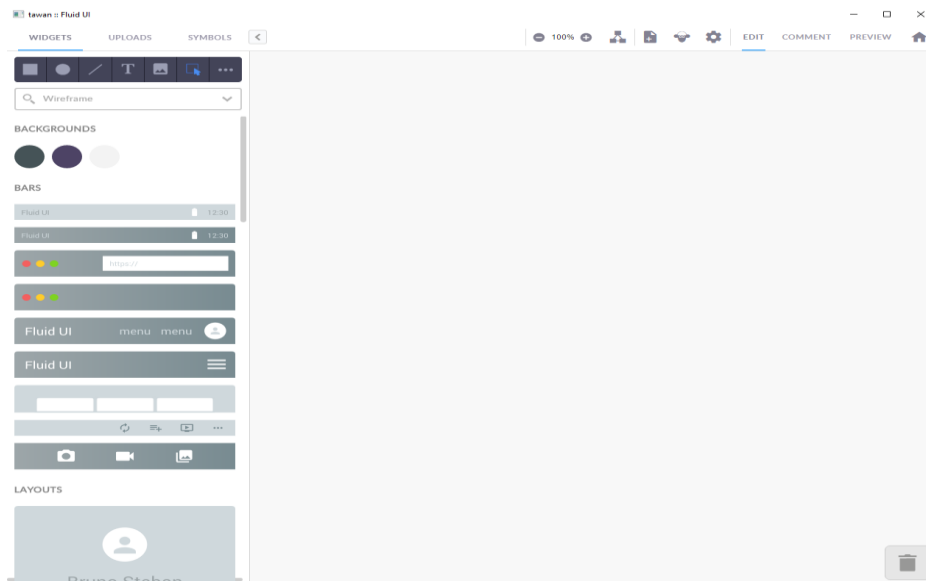 tawan :: Fluid UI
WIDGETS UPLOADS SYMBOLS
100% EDIT COMMENT PREVIEW
T
Wireframe
BACKGROUNDS
BARS
Fluid UI 12:30
Fluid UI 12:30
https://
Fluid UI menu menu
Fluid UI
LAYOUTS